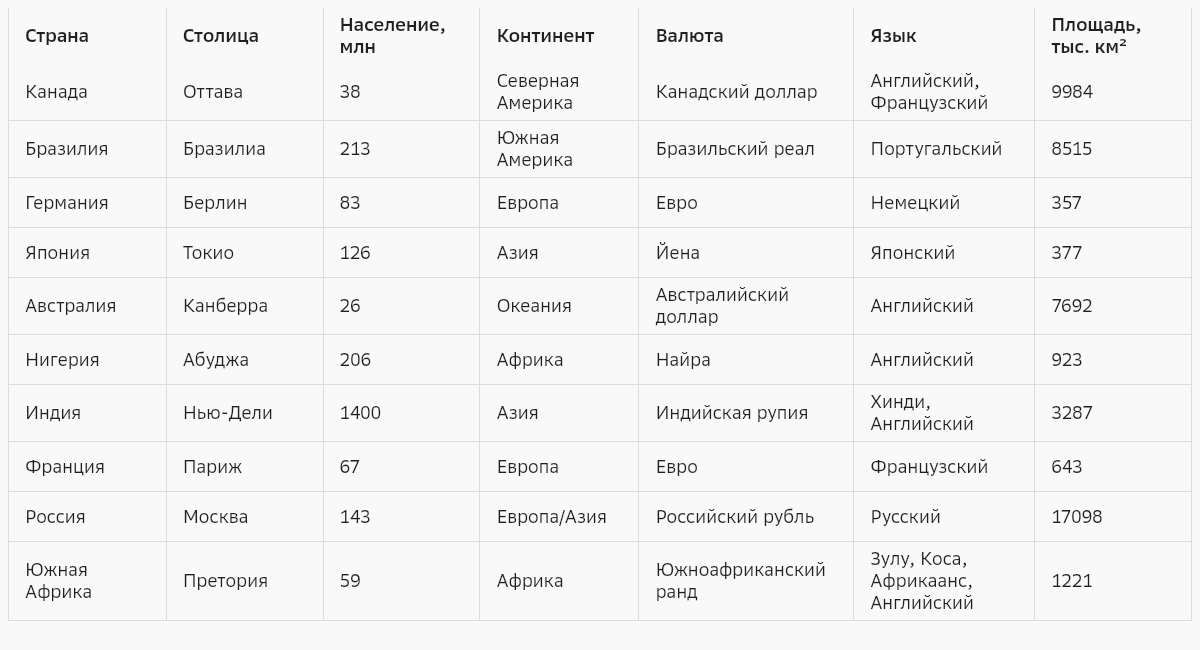 Страна Столица Население, млн Континент Валюта Язык Площадь, тыс. км²
Канада Оттава 38 Северная Америка Канадский доллар Английский, Французский 9984
Бразилия Бразилиа 213 Южная Америка Бразильский реал Португальский 8515
Германия Берлин 83 Европа Евро Немецкий 357
Япония Токио 126 Азия Йена Японский 377
Австралия Канберра 26 Океания Австралийский доллар Английский 7692
Нигерия Абуджа 206 Африка Найра Английский 923
Индия Нью-Дели 1400 Азия Индийская рупия Хинди, Английский 3287
Франция Париж 67 Европа Евро Французский 643
Россия Москва 143 Европа/Азия Российский рубль Русский 17098
Южная Африка Претория 59 Африка Южноафриканский ранд Зулу, Коса, Африкаанс, Английский 1221